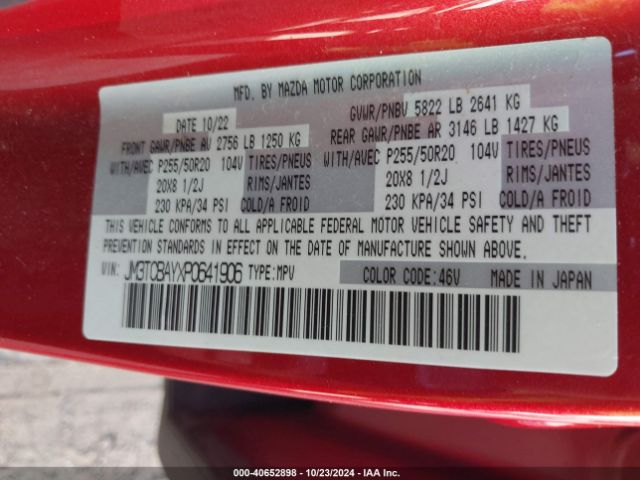 MFD. BY MAZDA MOTOR CORPORATION
DATE 10/22 GVWR/PNBV 5822 LB 2641 KG
FRONT GAWR/PNBE AV 2756 LB 1250 KG REAR GAWR/PNBE AR 3146 LB 1427 KG
WITH/AVEC P255/50R20 104V TIRES/PNEUS WITH/AVEC P255/50R20 104V TIRES/PNEUS
20X8 1/2J RIMS/JANTES 20X8 1/2J RIMS/JANTES
230 KPA/34 PSI COLD/A FROID 230 KPA/34 PSI COLD/A FROID
THIS VEHICLE CONFORMS TO ALL APPLICABLE FEDERAL MOTOR VEHICLE SAFETY AND THEFT
PREVENTION STANDARDS IN EFFECT ON THE DATE OF MANUFACTURE SHOWN ABOVE.
VIN: JM3TCBAYXP0641906 TYPE:MPV COLOR CODE:46V MADE IN JAPAN
© - 40652898 - 10/23/2024 - IAA Inc.